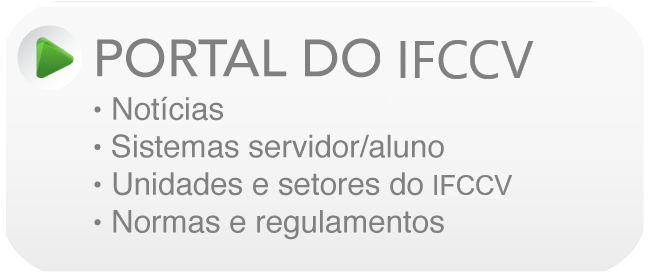 PORTAL DO IFCCV
• Notícias
• Sistemas servidor/aluno
• Unidades e setores do IFCCV
• Normas e regulamentos